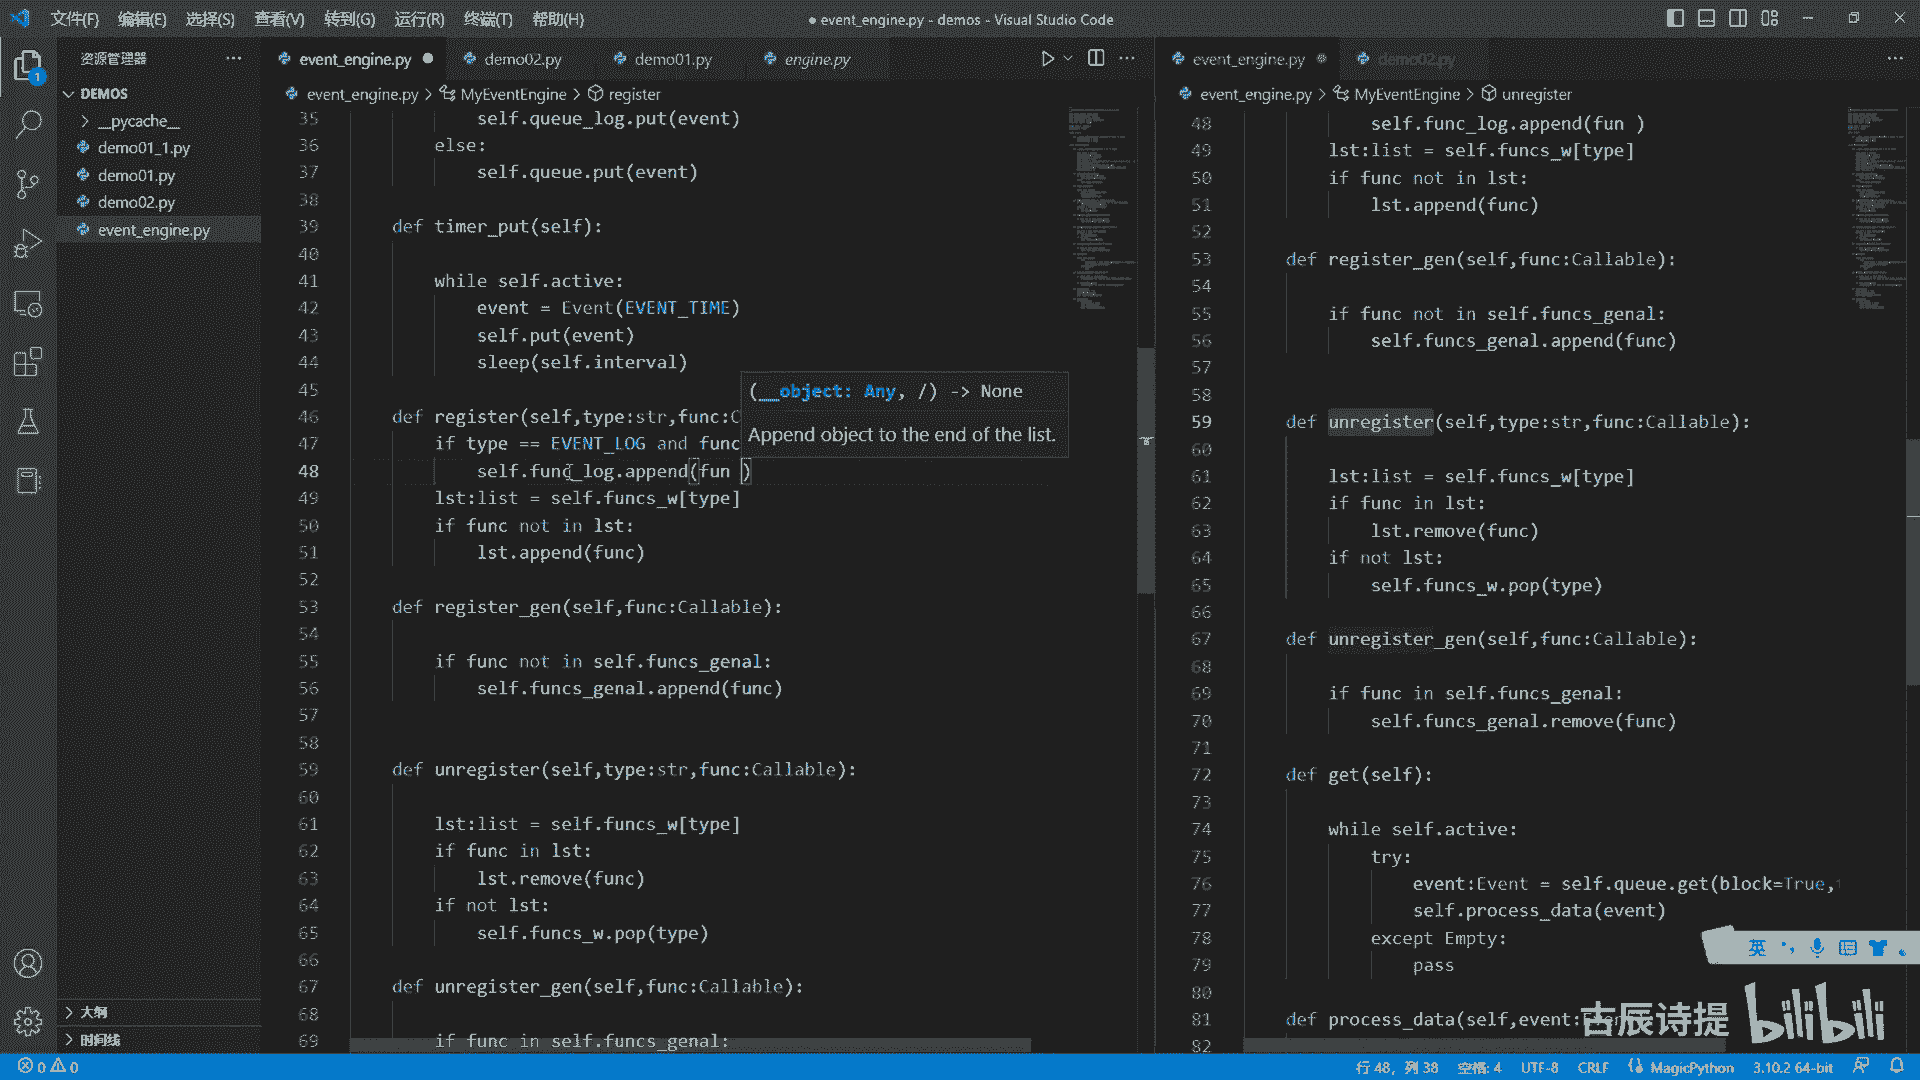 文件(F) 编辑(E) 选择(S) 查看(V) 转到(G) 运行(R) 终端(T) 帮助(H)
● event_engine.py - demos - Visual Studio Code
资源管理器
DEMOS
__pycache__
demo01_1.py
demo01.py
demo02.py
event_engine.py
大纲
时间线
1
event_engine.py demo02.py demo01.py engine.py
event_engine.py > MyEventEngine > register
35 self.queue_log.put(event)
36 else:
37 self.queue.put(event)
38
39 def timer_put(self):
40
41 while self.active:
42 event = Event(EVENT_TIME)
43 self.put(event)
44 sleep(self.interval)
45
46 def register(self,type:str,func:C
47 if type == EVENT_LOG and func
48 self.func_log.append(fun )
49 lst:list = self.funcs_w[type]
50 if func not in lst:
51 lst.append(func)
52
53 def register_gen(self,func:Callable):
54
55 if func not in self.funcs_genal:
56 self.funcs_genal.append(func)
57
58
59 def unregister(self,type:str,func:Callable):
60
61 lst:list = self.funcs_w[type]
62 if func in lst:
63 lst.remove(func)
64 if not lst:
65 self.funcs_w.pop(type)
66
67 def unregister_gen(self,func:Callable):
68
69 if func in self.funcs_genal:
(__object: Any, /) -> None
Append object to the end of the list.
event_engine.py demo02.py
event_engine.py > MyEventEngine > unregister
48 self.func_log.append(fun )
49 lst:list = self.funcs_w[type]
50 if func not in lst:
51 lst.append(func)
52
53 def register_gen(self,func:Callable):
54
55 if func not in self.funcs_genal:
56 self.funcs_genal.append(func)
57
58
59 def unregister(self,type:str,func:Callable):
60
61 lst:list = self.funcs_w[type]
62 if func in lst:
63 lst.remove(func)
64 if not lst:
65 self.funcs_w.pop(type)
66
67 def unregister_gen(self,func:Callable):
68
69 if func in self.funcs_genal:
70 self.funcs_genal.remove(func)
71
72 def get(self):
73
74 while self.active:
75 try:
76 event:Event = self.queue.get(block=True,
77 self.process_data(event)
78 except Empty:
79 pass
80
81 def process_data(self,event:
82
英
古辰诗提 bilibili
0 0
行 48，列 38 空格: 4 UTF-8 CRLF MagicPython 3.10.2 64-bit